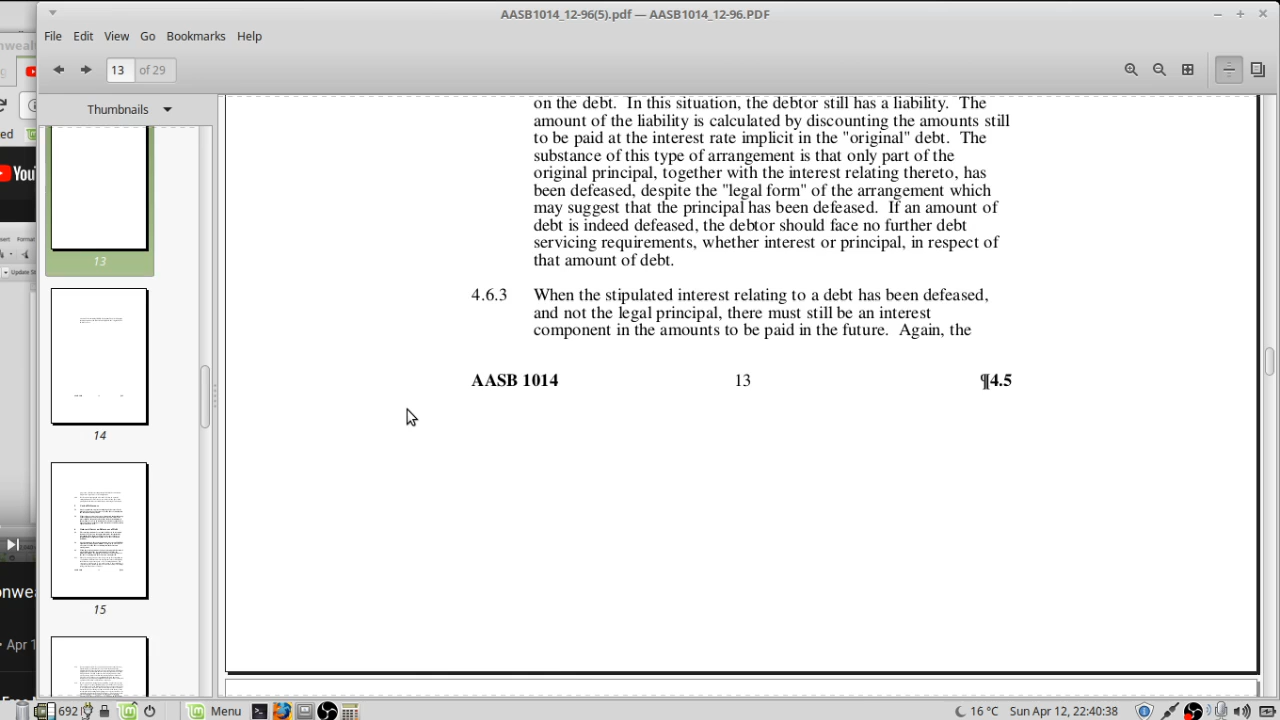 AASB1014_12-96(5).pdf — AASB1014_12-96.PDF
File Edit View Go Bookmarks Help
13 of 29
Thumbnails
on the debt. In this situation, the debtor still has a liability. The
amount of the liability is calculated by discounting the amounts still
to be paid at the interest rate implicit in the "original" debt. The
substance of this type of arrangement is that only part of the
original principal, together with the interest relating thereto, has
been defeased, despite the "legal form" of the arrangement which
may suggest that the principal has been defeased. If an amount of
debt is indeed defeased, the debtor should face no further debt
servicing requirements, whether interest or principal, in respect of
that amount of debt.
4.6.3 When the stipulated interest relating to a debt has been defeased,
and not the legal principal, there must still be an interest
component in the amounts to be paid in the future. Again, the
AASB 1014 13 ¶4.5
13
14
15
nwealt
ed
You
Update St
nwe
Apr 1
692 Menu 16 °C Sun Apr 12, 22:40:38